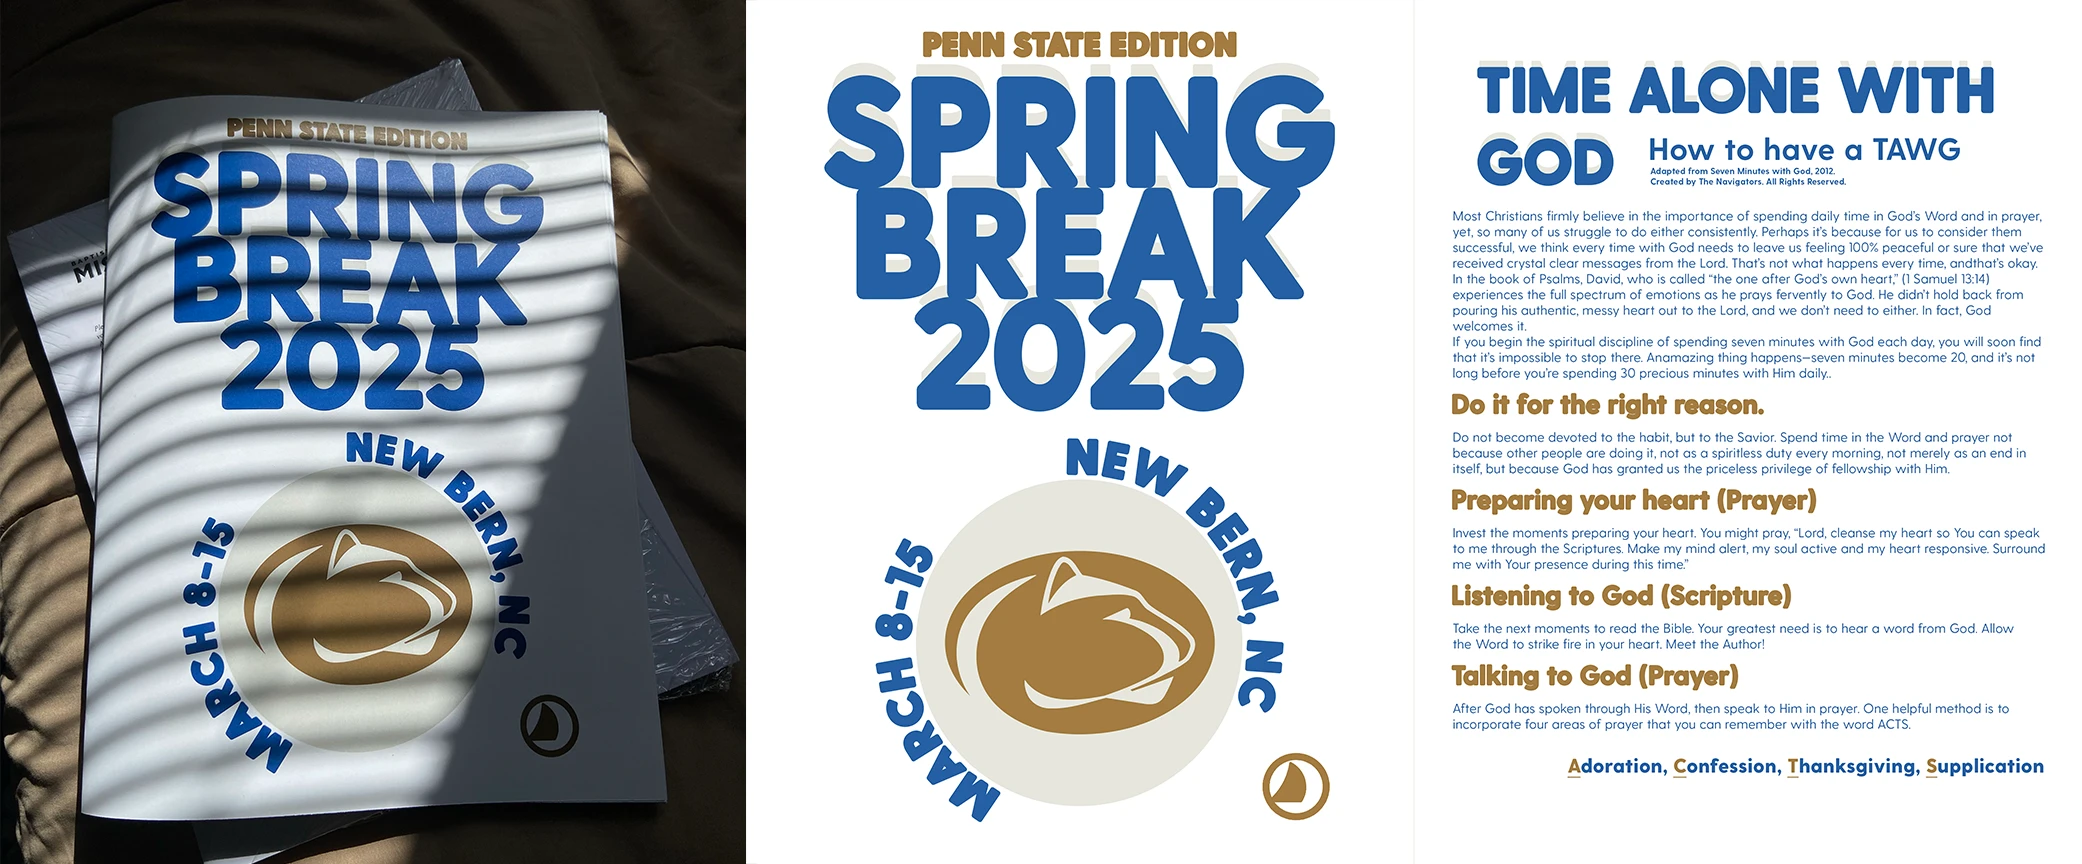 PENN STATE EDITION
SPRING
BREAK
2025
NEW BERN, NC
MARCH 8-15
BAPTIS
MIS
PENN STATE EDITION
SPRING
BREAK
2025
NEW BERN, NC
MARCH 8-15
TIME ALONE WITH
GOD
How to have a TAWG
Adapted from Seven Minutes with God, 2012.
Created by The Navigators. All Rights Reserved.
Most Christians firmly believe in the importance of spending daily time in God's Word and in prayer,
yet, so many of us struggle to do either consistently. Perhaps it's because for us to consider them
successful, we think every time with God needs to leave us feeling 100% peaceful or sure that we've
received crystal clear messages from the Lord. That's not what happens every time, andthat's okay.
In the book of Psalms, David, who is called “the one after God's own heart,” (1 Samuel 13:14)
experiences the full spectrum of emotions as he prays fervently to God. He didn't hold back from
pouring his authentic, messy heart out to the Lord, and we don't need to either. In fact, God
welcomes it.
If you begin the spiritual discipline of spending seven minutes with God each day, you will soon find
that it's impossible to stop there. Anamazing thing happens—seven minutes become 20, and it's not
long before you're spending 30 precious minutes with Him daily..
Do it for the right reason.
Do not become devoted to the habit, but to the Savior. Spend time in the Word and prayer not
because other people are doing it, not as a spiritless duty every morning, not merely as an end in
itself, but because God has granted us the priceless privilege of fellowship with Him.
Preparing your heart (Prayer)
Invest the moments preparing your heart. You might pray, “Lord, cleanse my heart so You can speak
to me through the Scriptures. Make my mind alert, my soul active and my heart responsive. Surround
me with Your presence during this time.”
Listening to God (Scripture)
Take the next moments to read the Bible. Your greatest need is to hear a word from God. Allow
the Word to strike fire in your heart. Meet the Author!
Talking to God (Prayer)
After God has spoken through His Word, then speak to Him in prayer. One helpful method is to
incorporate four areas of prayer that you can remember with the word ACTS.
Adoration, Confession, Thanksgiving, Supplication